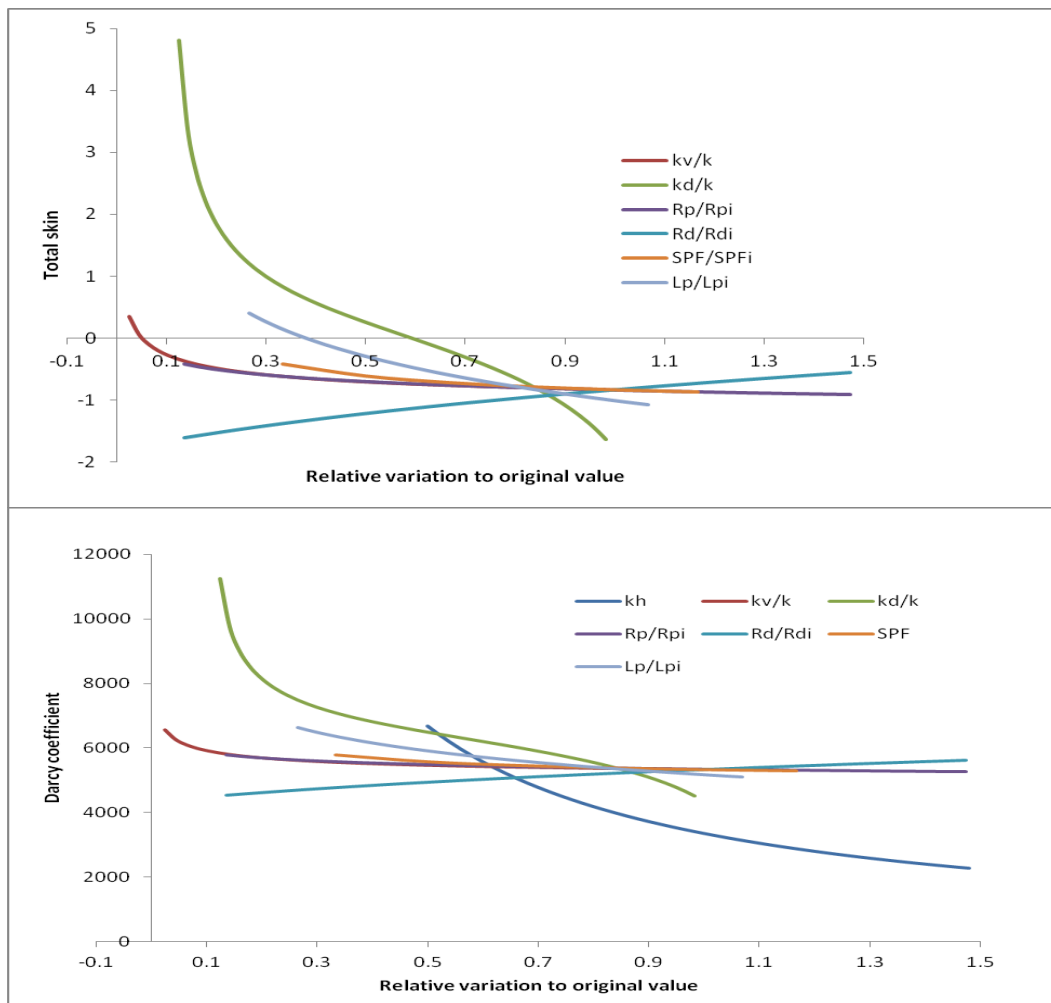 5
4
3
2
1
0
-1
-2
Total skin
-0.1 0.1 0.3 0.5 0.7 0.9 1.1 1.3 1.5
kv/k
kd/k
Rp/Rpi
Rd/Rdi
SPF/SPFi
Lp/Lpi
Relative variation to original value
12000
10000
8000
6000
4000
2000
0
Darcy coefficient
kh kv/k kd/k
Rp/Rpi Rd/Rdi SPF
Lp/Lpi
-0.1 0.1 0.3 0.5 0.7 0.9 1.1 1.3 1.5
Relative variation to original value